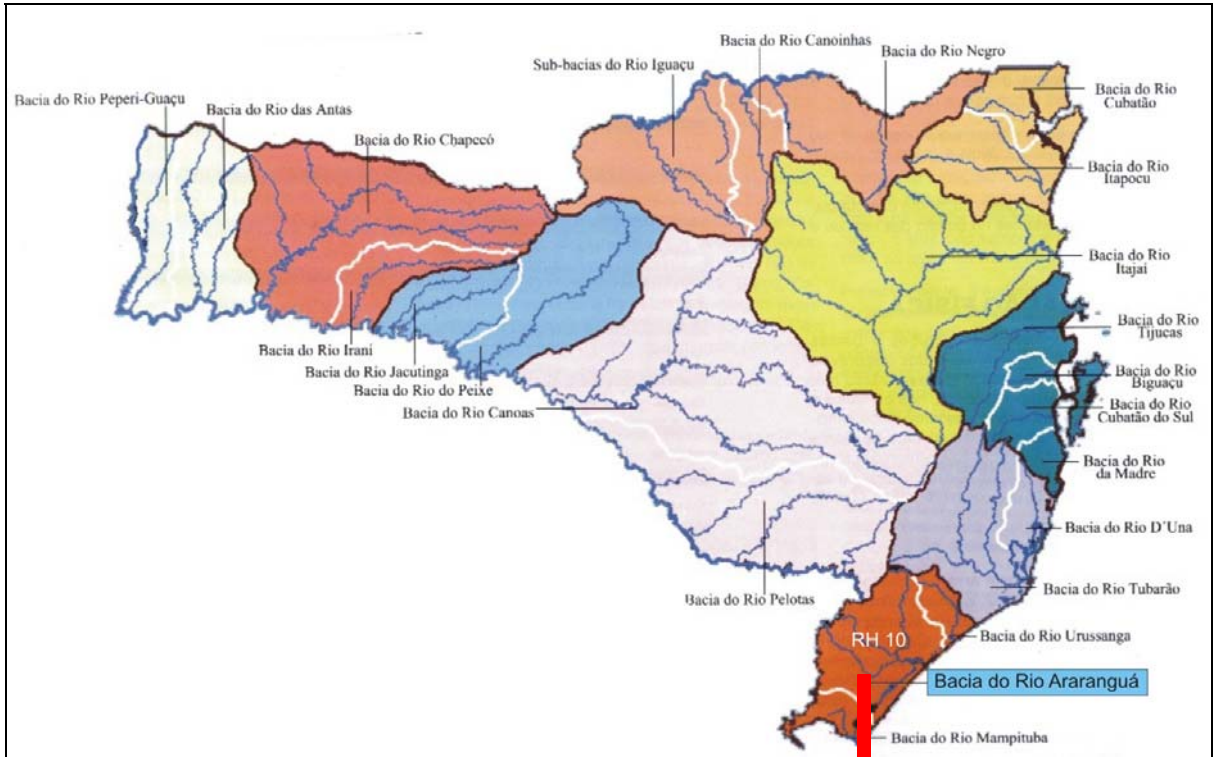 Bacia do Rio Canoinhas
Bacia do Rio Negro
Sub-bacias do Rio Iguaçu
Bacia do Rio Peperi-Guaçu
Bacia do Rio das Antas
Bacia do Rio Chapecó
Bacia do Rio
Cubatão
Bacia do Rio
Itapocu
Bacia do Rio
Itajai
Bacia do Rio
Tijucas
Bacia do Rio
Biguaçu
Bacia do Rio
Cubatão do Sul
Bacia do Rio
da Madre
Bacia do Rio Irani
Bacia do Rio Jacutinga
Bacia do Rio do Peixe
Bacia do Rio Canoas
Bacia do Rio D´Una
Bacia do Rio Tubarão
Bacia do Rio Pelotas
Bacia do Rio Urussanga
RH 10
Bacia do Rio Araranguá
Bacia do Rio Mampituba